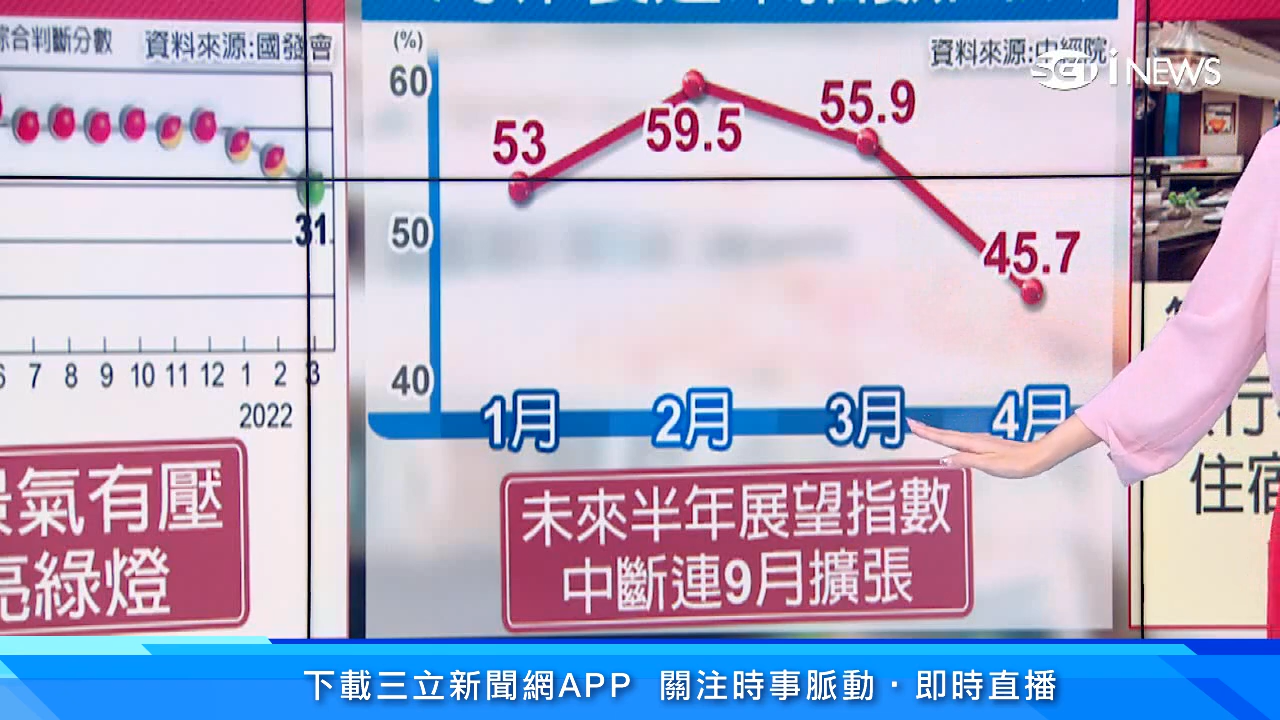 綜合判斷分數
資料來源:國發會
31
6 7 8 9 10 11 12 1 2 3
2022
景氣有壓
亮綠燈
(%)
資料來源:中經院
SET iNEWS
60
50
40
53
59.5
55.9
45.7
1月 2月 3月 4月
未來半年展望指數
中斷連9月擴張
行
住宿
下載三立新聞網APP 關注時事脈動・即時直播